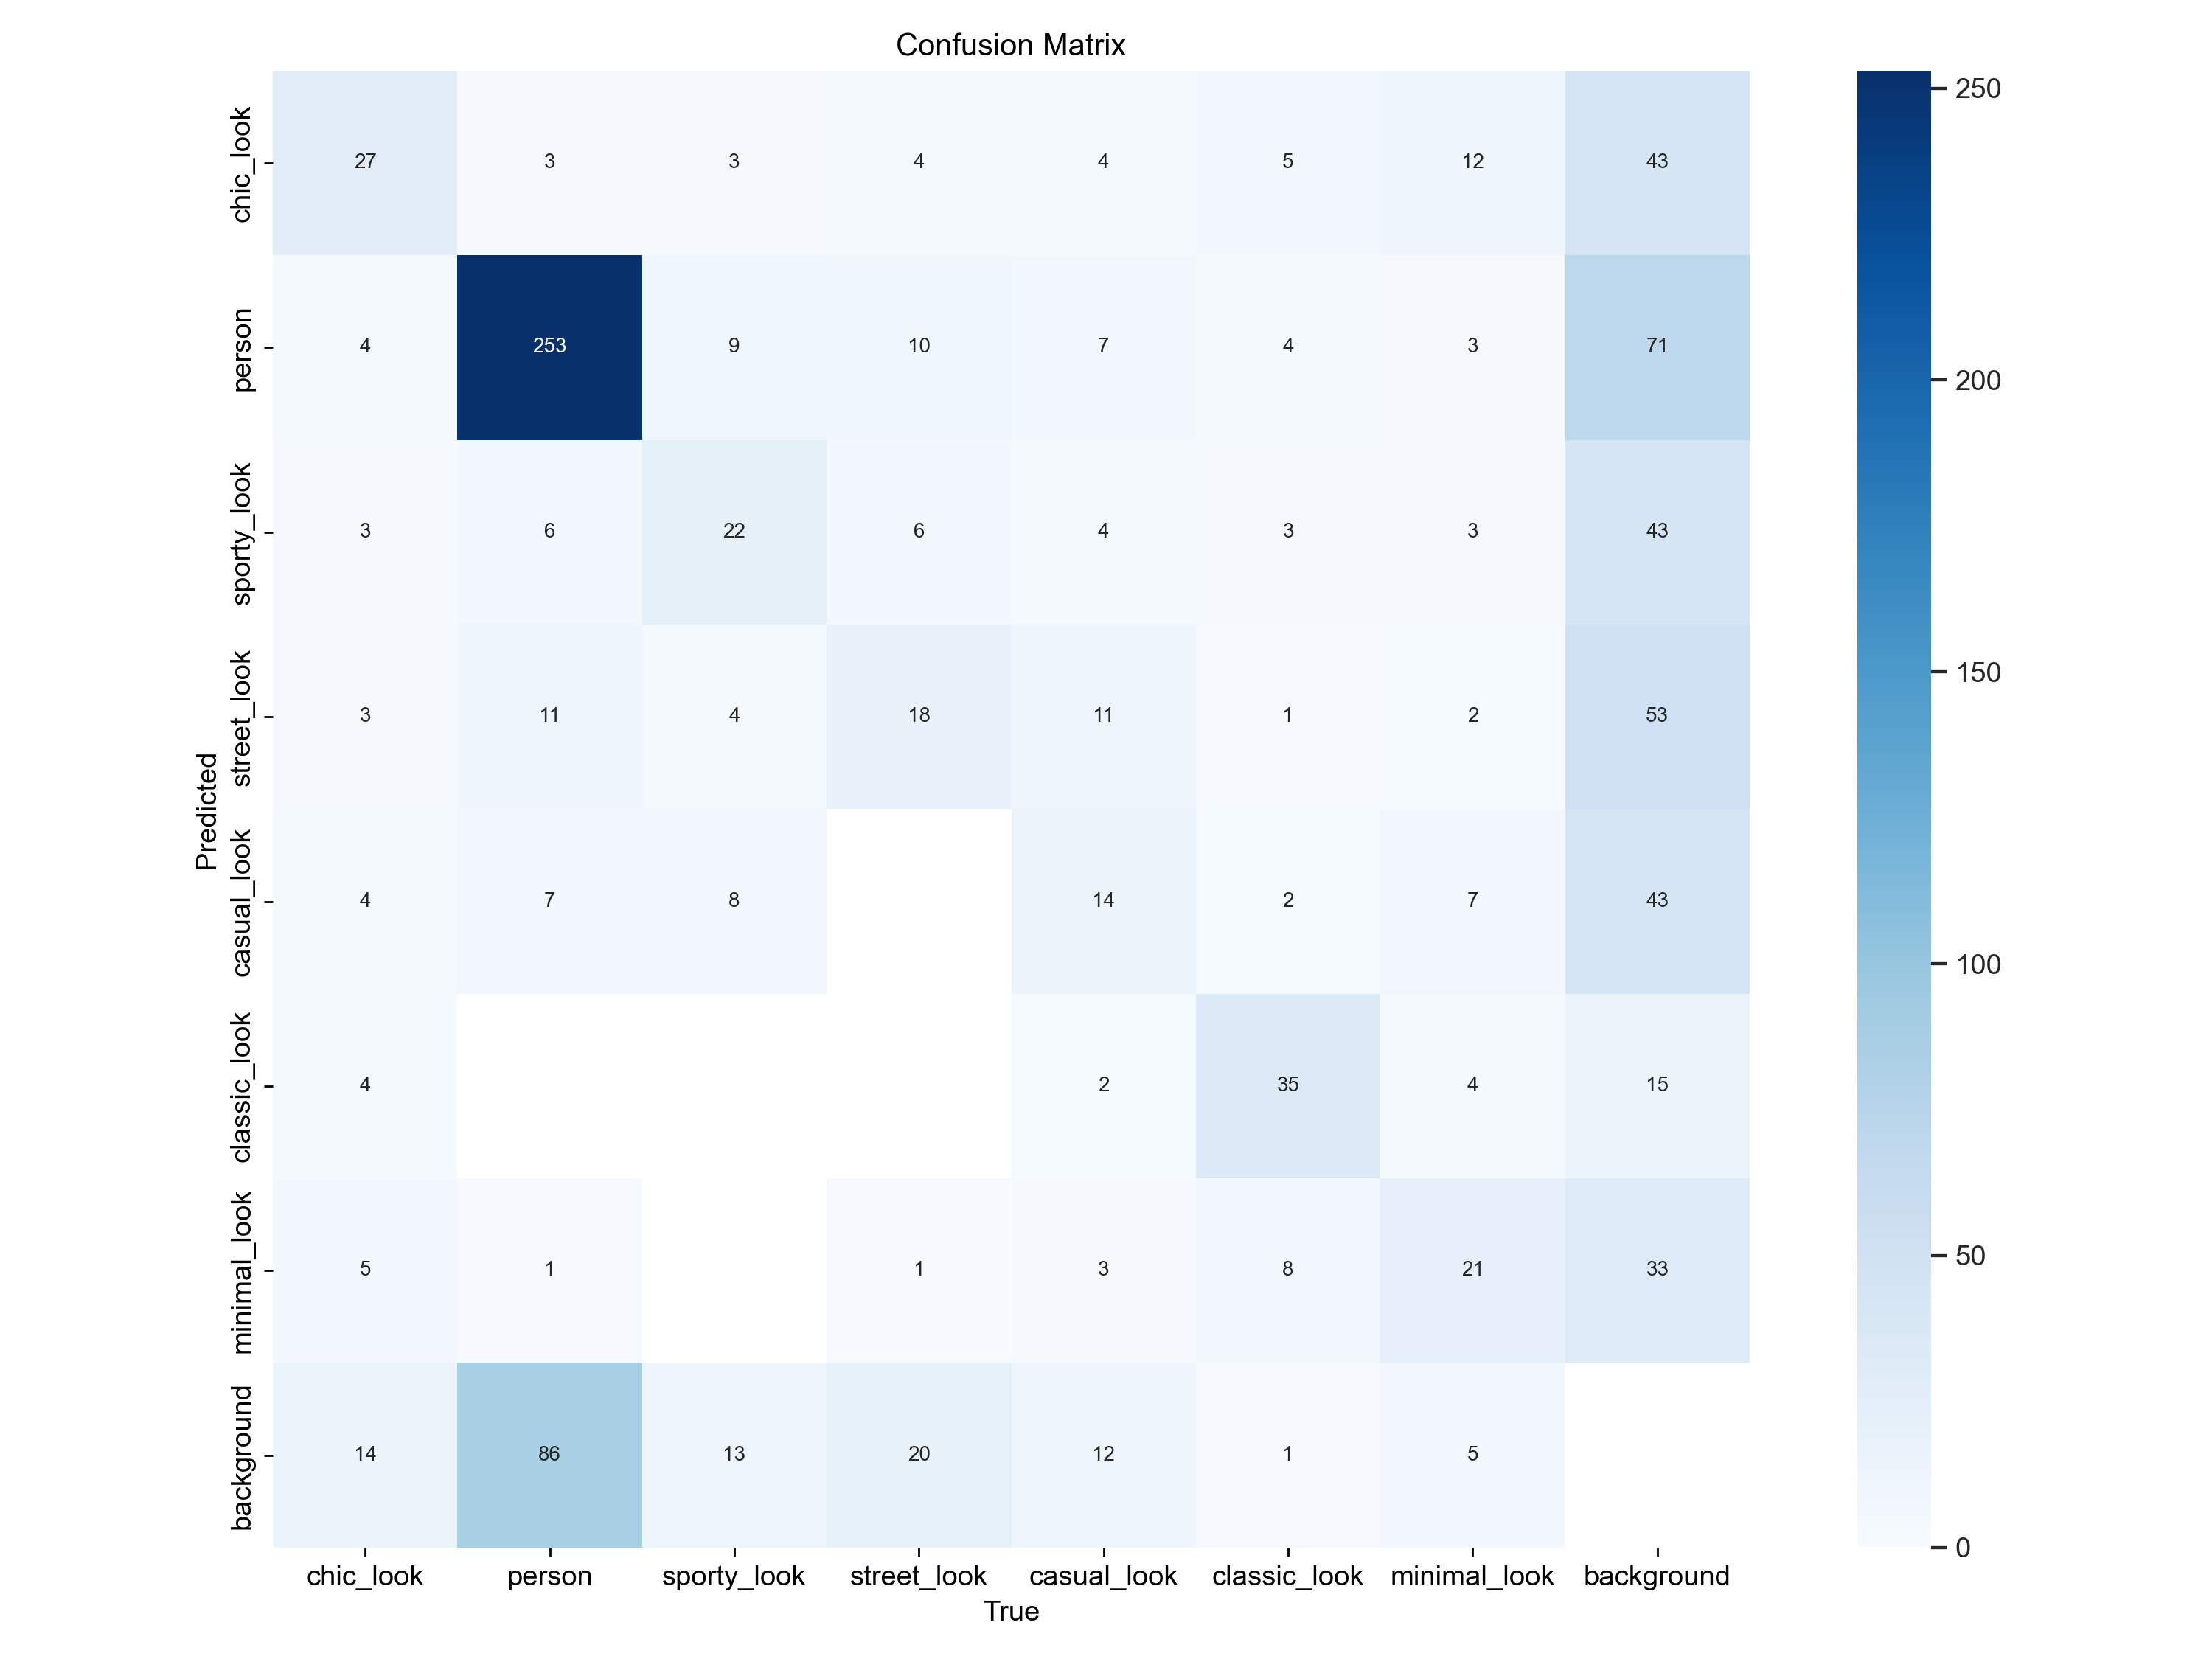 Confusion Matrix
chic_look 27 3 3 4 4 5 12 43
person 4 253 9 10 7 4 3 71
sporty_look 3 6 22 6 4 3 3 43
street_look 3 11 4 18 11 1 2 53
casual_look 4 7 8 14 2 7 43
classic_look 4 2 35 4 15
minimal_look 5 1 1 3 8 21 33
background 14 86 13 20 12 1 5
Predicted
chic_look person sporty_look street_look casual_look classic_look minimal_look background
True
250
200
150
100
50
0